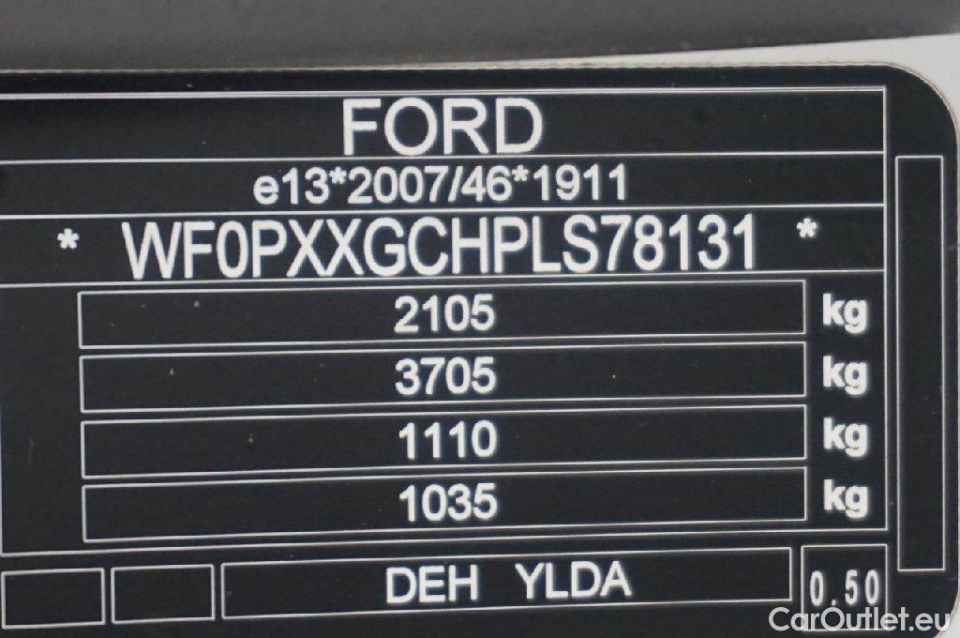 FORD
e13*2007/46*1911
* WF0PXXGCHPLS78131 *
2105 kg
3705 kg
1110 kg
1035 kg
DEH YLDA 0.50
CarOutlet.eu